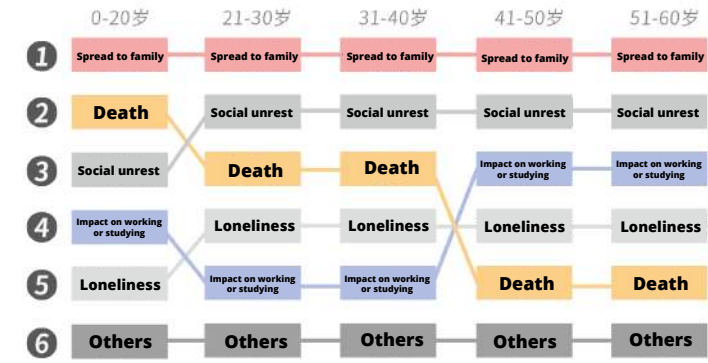 0-20岁 21-30岁 31-40岁 41-50岁 51-60岁
1 Spread to family Spread to family Spread to family Spread to family Spread to family
2 Death Social unrest Social unrest Social unrest Social unrest
3 Social unrest Death Death Impact on working or studying Impact on working or studying
4 Impact on working or studying Loneliness Loneliness Loneliness Loneliness
5 Loneliness Impact on working or studying Impact on working or studying Death Death
6 Others Others Others Others Others